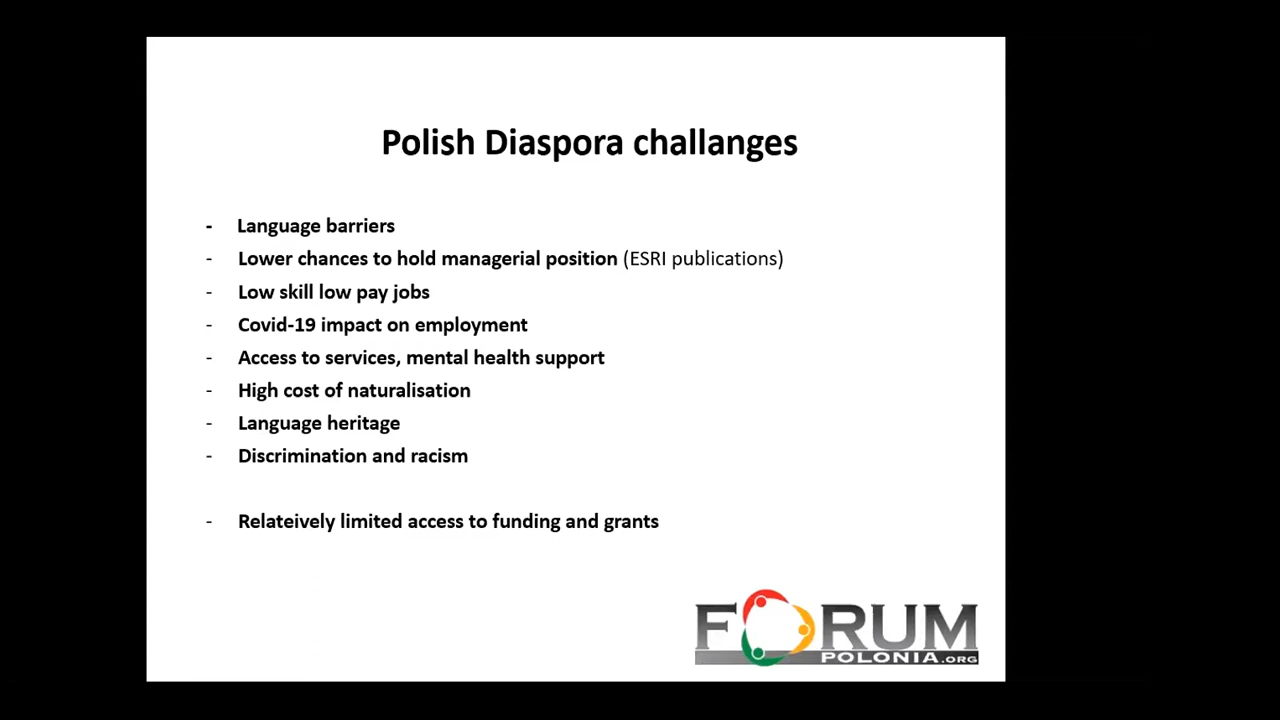 Polish Diaspora challanges
- Language barriers
- Lower chances to hold managerial position (ESRI publications)
- Low skill low pay jobs
- Covid-19 impact on employment
- Access to services, mental health support
- High cost of naturalisation
- Language heritage
- Discrimination and racism
- Relateively limited access to funding and grants
FORUM
POLONIA.ORG